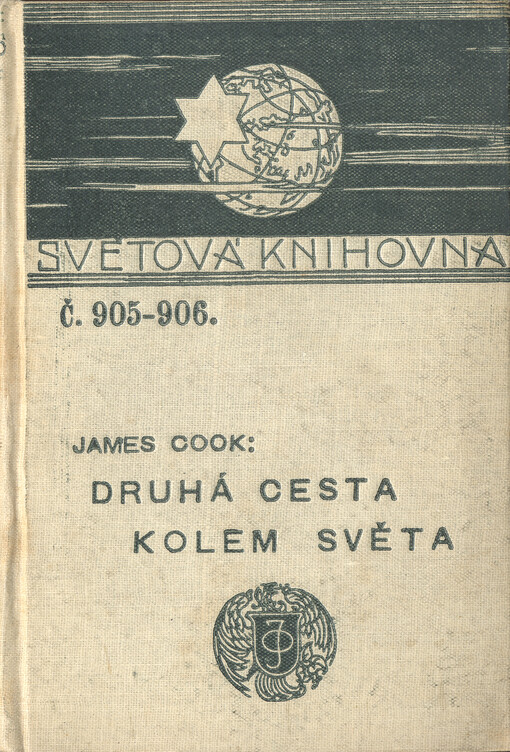 SVĚTOVÁ KNIHOVNA
Č. 905-906.
JAMES COOK:
DRUHÁ CESTA
KOLEM SVĚTA